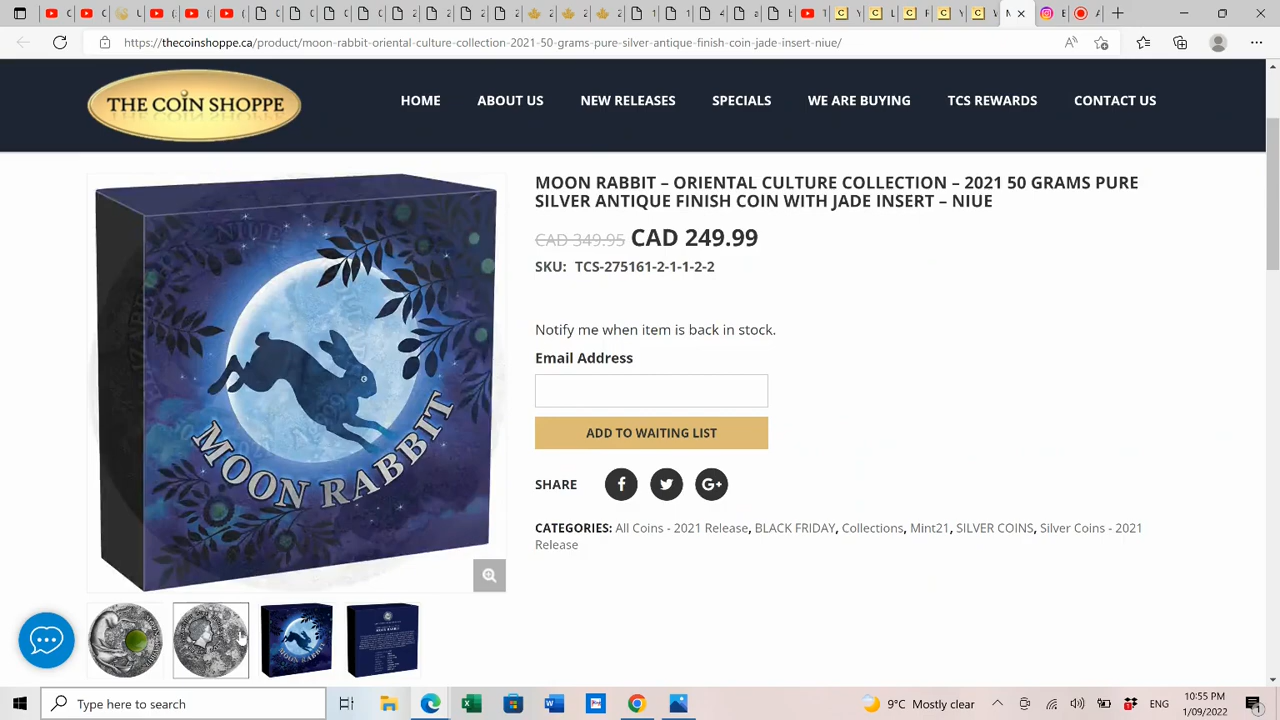 https://thecoinshoppe.ca/product/moon-rabbit-oriental-culture-collection-2021-50-grams-pure-silver-antique-finish-coin-jade-insert-niue/
THE COIN SHOPPE
HOME ABOUT US NEW RELEASES SPECIALS WE ARE BUYING TCS REWARDS CONTACT US
MOON RABBIT
MOON RABBIT – ORIENTAL CULTURE COLLECTION – 2021 50 GRAMS PURE
SILVER ANTIQUE FINISH COIN WITH JADE INSERT – NIUE
CAD 349.95 CAD 249.99
SKU: TCS-275161-2-1-1-2-2
Notify me when item is back in stock.
Email Address
ADD TO WAITING LIST
SHARE
CATEGORIES: All Coins - 2021 Release, BLACK FRIDAY, Collections, Mint21, SILVER COINS, Silver Coins - 2021
Release
Type here to search
9°C Mostly clear
ENG
10:55 PM
1/09/2022